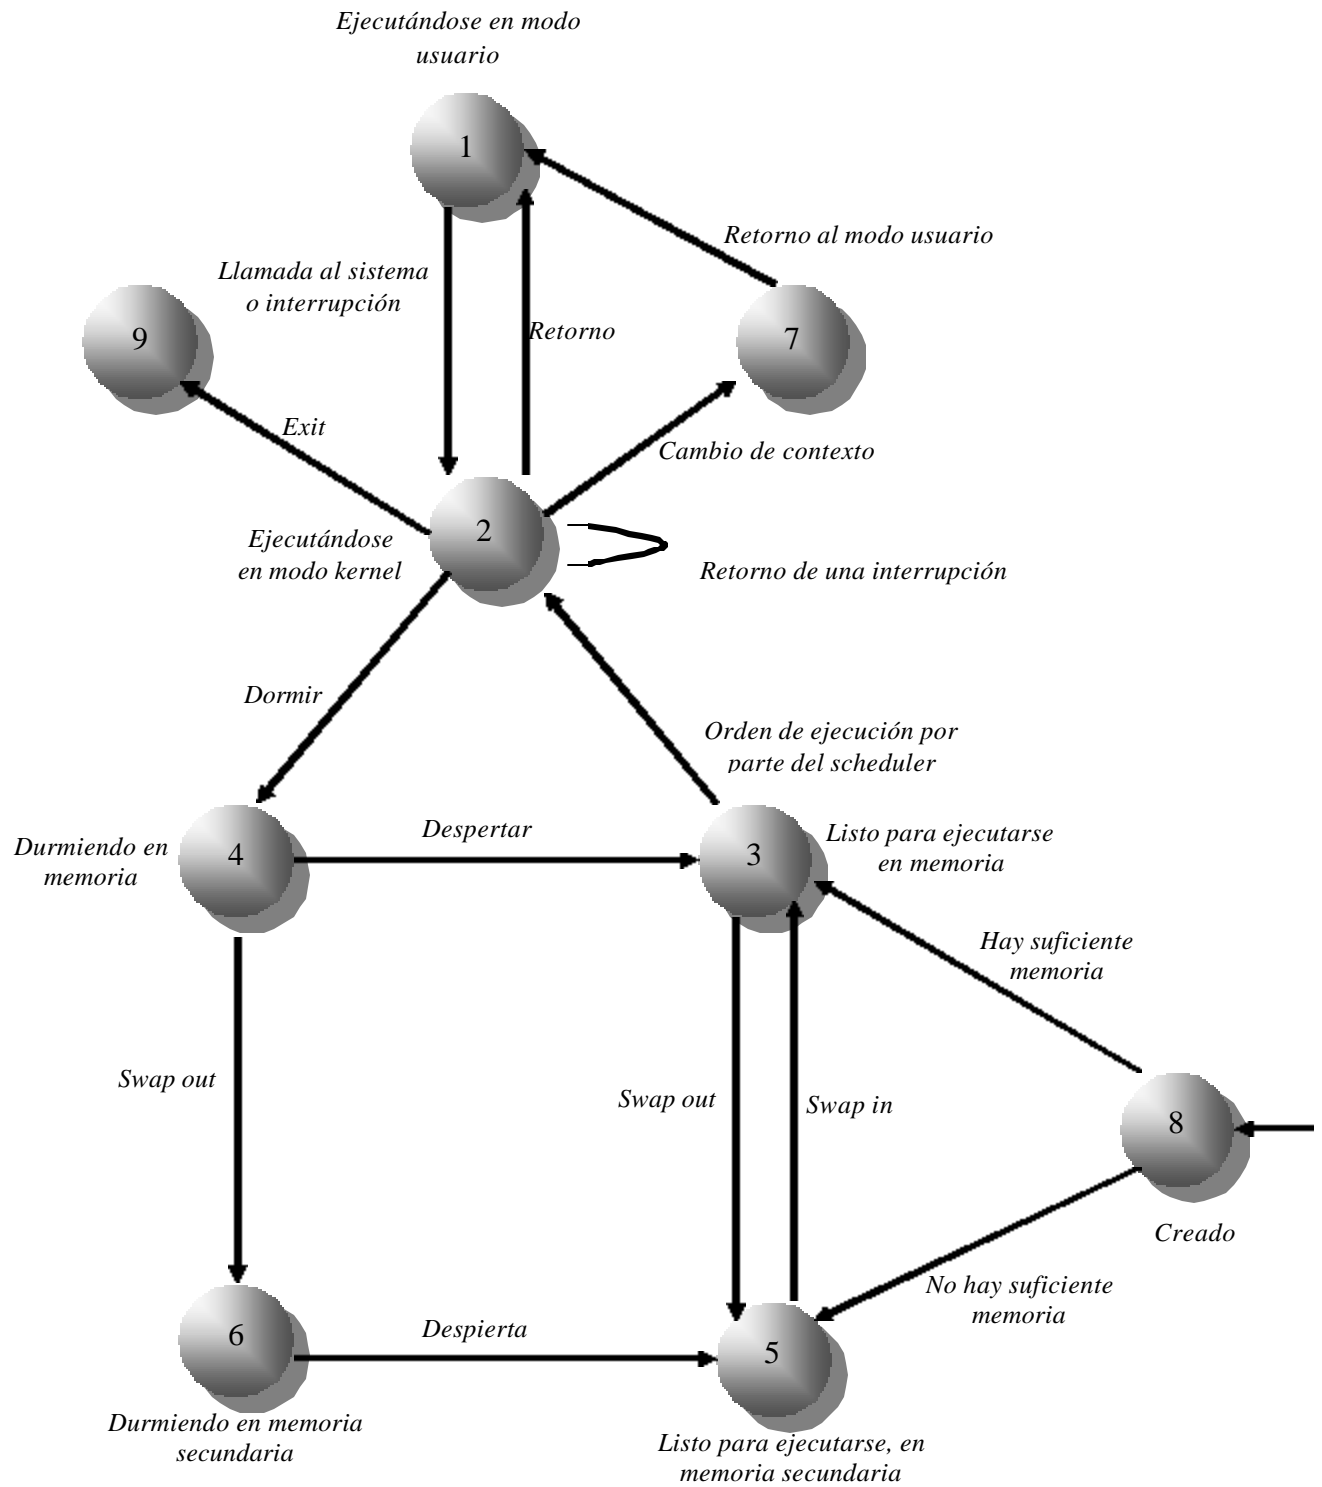 Ejecutándose en modo
usuario
1
Retorno al modo usuario
Llamada al sistema
o interrupción
Retorno
9
7
Exit
Cambio de contexto
2
Ejecutándose
en modo kernel
Retorno de una interrupción
Dormir
Orden de ejecución por
parte del scheduler
Durmiendo en
memoria
4
Despertar
3
Listo para ejecutarse
en memoria
Hay suficiente
memoria
Swap out
Swap out
Swap in
8
Creado
No hay suficiente
memoria
6
Despierta
5
Durmiendo en memoria
secundaria
Listo para ejecutarse, en
memoria secundaria